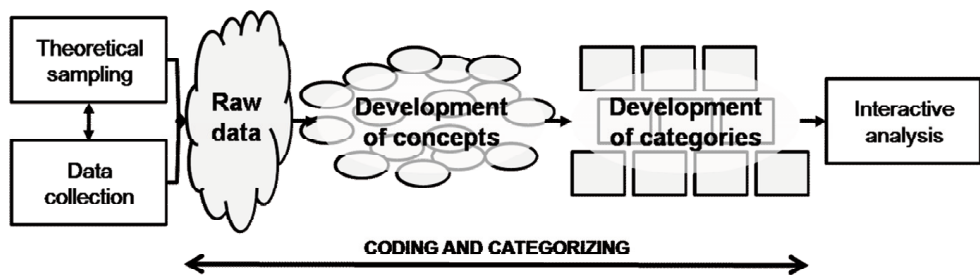 Theoretical
sampling
Data
collection
Raw
data
Development
of concepts
Development
of categories
Interactive
analysis
CODING AND CATEGORIZING